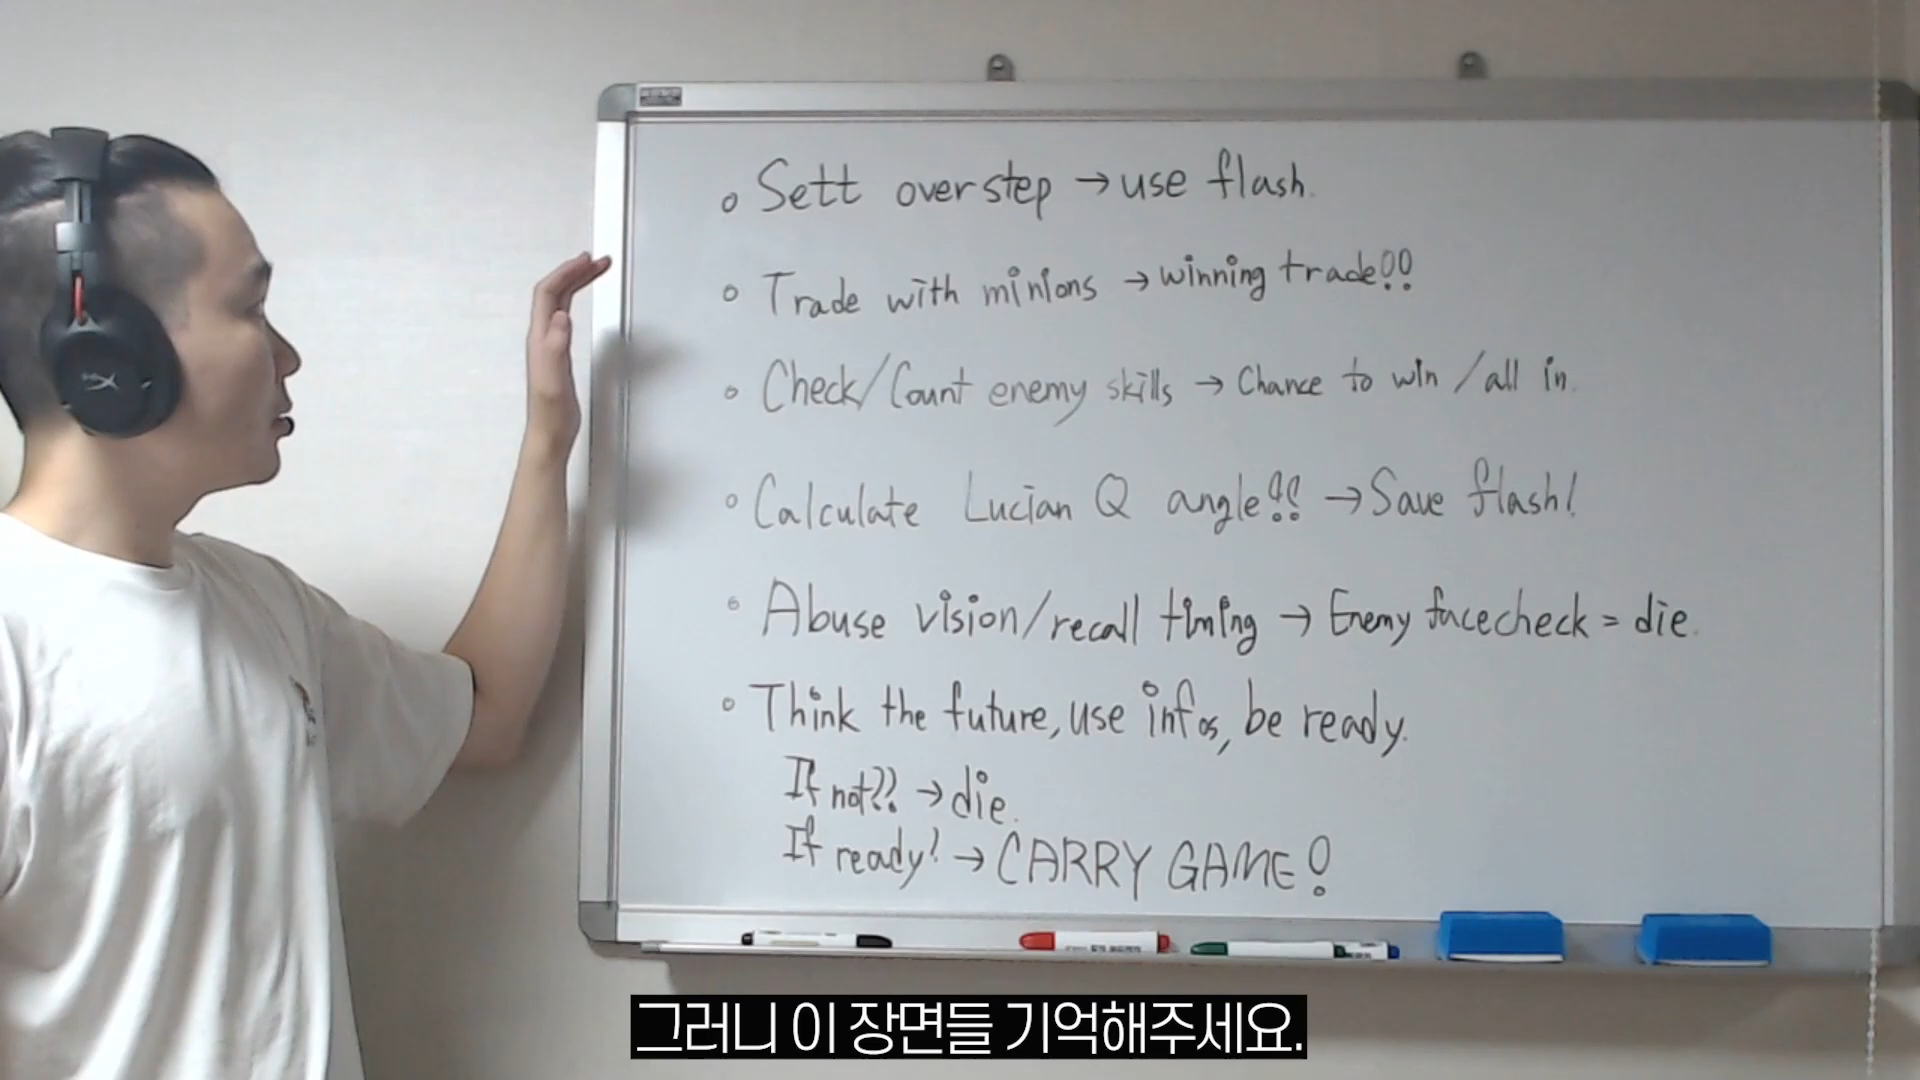 Sett overstep → use flash.
Trade with minions → winning trade!!
Check/Count enemy skills → Chance to win / all in.
Calculate Lucian Q angle!! → Save flash!
Abuse vision/recall timing → Enemy facecheck = die.
Think the future, use infos, be ready.
If not?? → die.
If ready! → CARRY GAME!
그러니 이 장면들 기억해주세요.